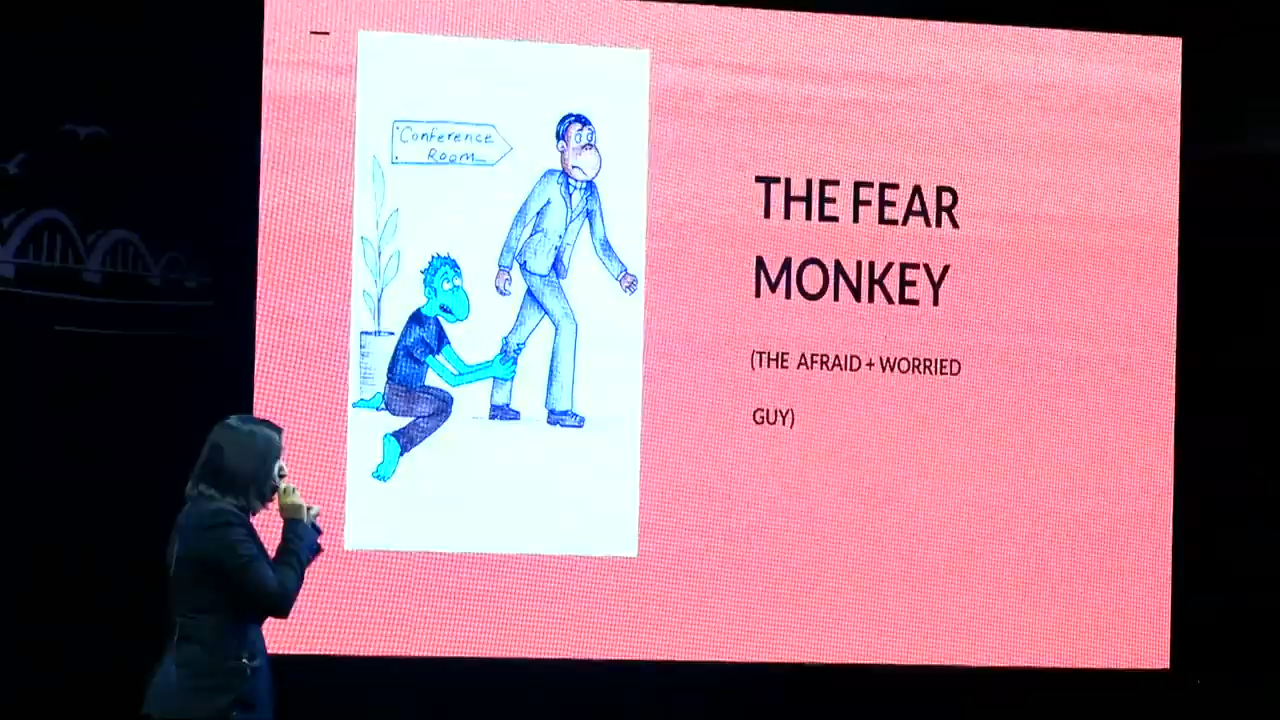 Conference
Room
THE FEAR
MONKEY
(THE AFRAID + WORRIED
GUY)